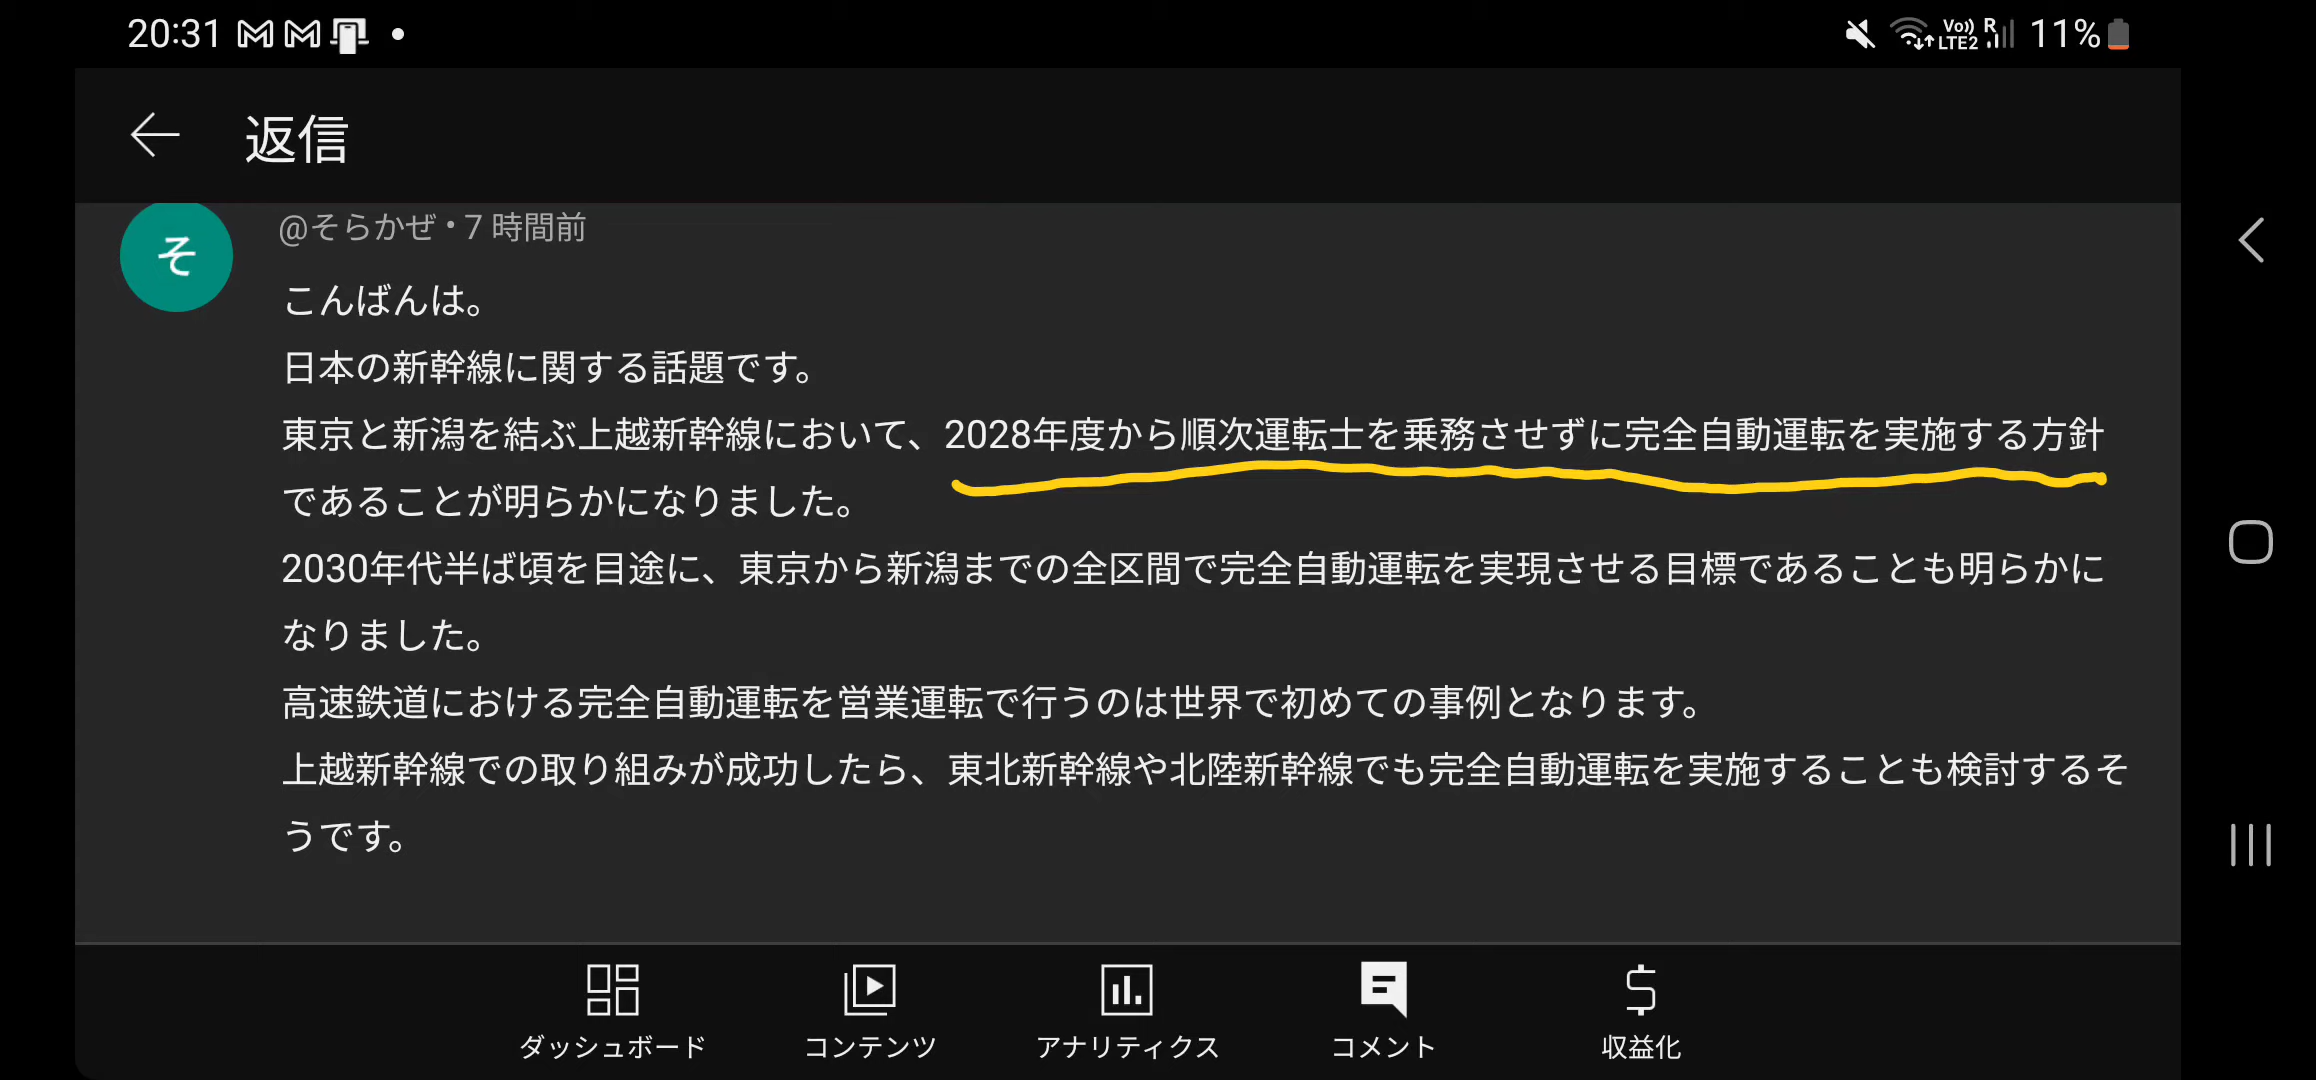 20:31
Vo)) R
LTE2
11%
返信
そ
@そらかぜ • 7 時間前
こんばんは。
日本の新幹線に関する話題です。
東京と新潟を結ぶ上越新幹線において、2028年度から順次運転士を乗務させずに完全自動運転を実施する方針
であることが明らかになりました。
2030年代半ば頃を目途に、東京から新潟までの全区間で完全自動運転を実現させる目標であることも明らかに
なりました。
高速鉄道における完全自動運転を営業運転で行うのは世界で初めての事例となります。
上越新幹線での取り組みが成功したら、東北新幹線や北陸新幹線でも完全自動運転を実施することも検討するそ
うです。
ダッシュボード
コンテンツ
アナリティクス
コメント
収益化